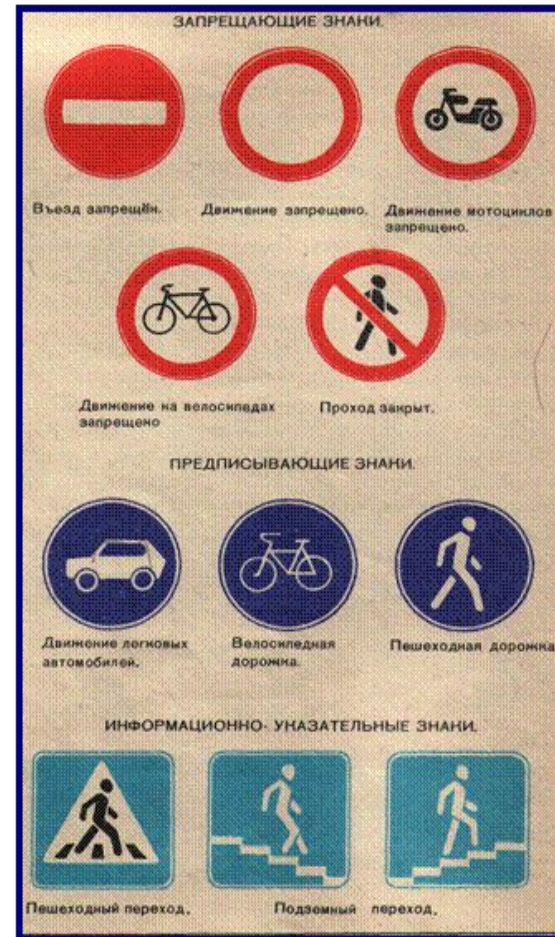 ЗАПРЕЩАЮЩИЕ ЗНАКИ.
Въезд запрещён.
Движение запрещено.
Движение мотоциклов
запрещено.
Движение на велосипедах
запрещено
Проход закрыт.
ПРЕДПИСЫВАЮЩИЕ ЗНАКИ.
Движение легковых
автомобилей.
Велосипедная
дорожка.
Пешеходная дорожка
ИНФОРМАЦИОННО- УКАЗАТЕЛЬНЫЕ ЗНАКИ.
Пешеходный переход.
Подземный переход.